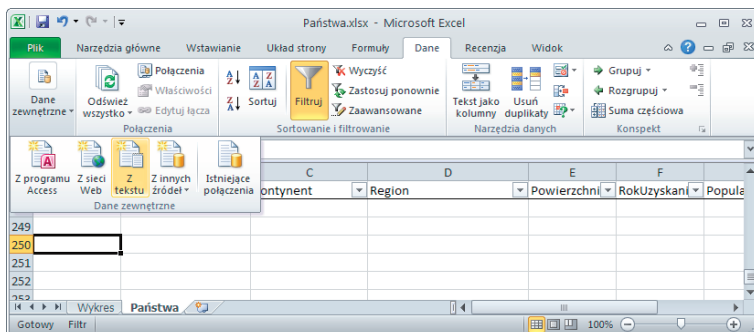 Państwa.xlsx - Microsoft Excel
Plik Narzędzia główne Wstawianie Układ strony Formuły Dane Recenzja Widok
Dane zewnętrzne
Odśwież wszystko
Połączenia
Właściwości
Edytuj łącza
Połączenia
Sortuj
Filtruj
Wyczyść
Zastosuj ponownie
Zaawansowane
Sortowanie i filtrowanie
Tekst jako kolumny
Usuń duplikaty
Narzędzia danych
Grupuj
Rozgrupuj
Suma częściowa
Konspekt
Z programu Access
Z sieci Web
Z tekstu
Z innych źródeł
Istniejące połączenia
Dane zewnętrzne
C D E F
ontynent Region Powierzchni RokUzyskani Popula
249
250
251
252
253
Wykres Państwa
Gotowy Filtr 100%